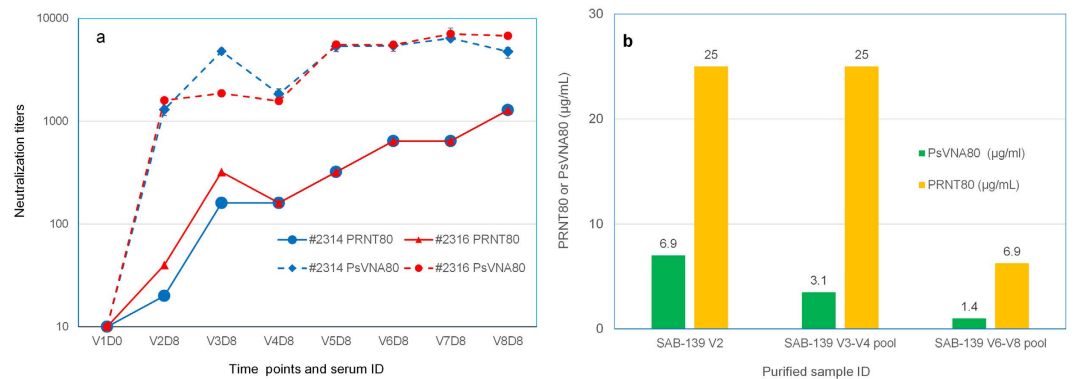 a
10000
1000
100
10
Neutralization titers
V1D0 V2D8 V3D8 V4D8 V5D8 V6D8 V7D8 V8D8
Time points and serum ID
#2314 PRNT80 #2316 PRNT80
#2314 PsVNA80 #2316 PsVNA80
b
30
20
10
0
PRNT80 or PsVNA80 (µg/mL)
6.9 25
3.1 25
1.4 6.9
PsVNA80 (µg/ml)
PRNT80 (µg/mL)
SAB-139 V2 SAB-139 V3-V4 pool SAB-139 V6-V8 pool
Purified sample ID